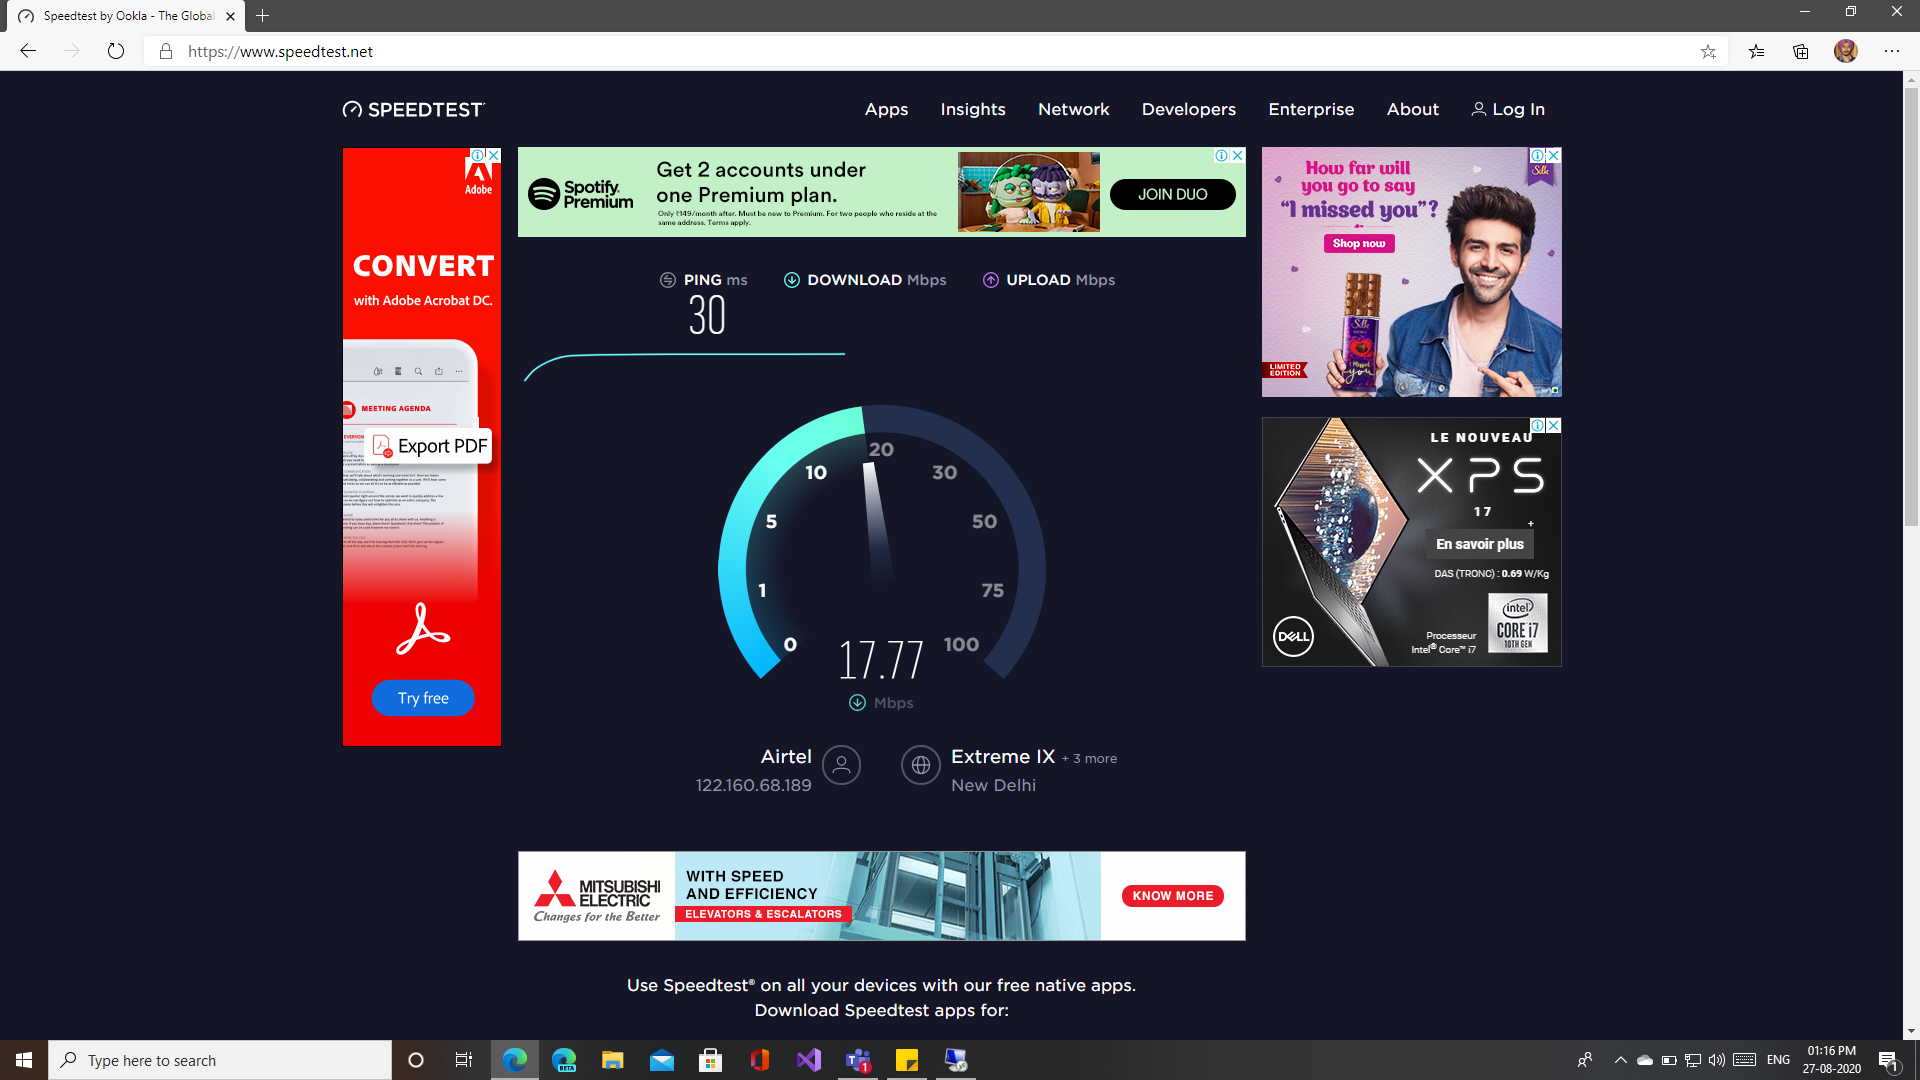 Speedtest by Ookla - The Global
https://www.speedtest.net
SPEEDTEST
Apps
Insights
Network
Developers
Enterprise
About
Log In
Adobe
CONVERT
with Adobe Acrobat DC.
MEETING AGENDA
Export PDF
Try free
Spotify Premium
Get 2 accounts under
one Premium plan.
Only ₹149/month after. Must be new to Premium. For two people who reside at the
same address. Terms apply.
JOIN DUO
How far will
you go to say
“I missed you”?
Shop now
Silk
Silk
I Missed
you
LIMITED
EDITION
PING ms
30
DOWNLOAD Mbps
UPLOAD Mbps
0
1
5
10
20
30
50
75
100
17.77
Mbps
LE NOUVEAU
XPS
17
+
En savoir plus
DAS (TRONC) : 0.69 W/Kg
Processeur
Intel® Core™ i7
intel
CORE i7
10TH GEN
DELL
Airtel
122.160.68.189
Extreme IX + 3 more
New Delhi
MITSUBISHI
ELECTRIC
Changes for the Better
WITH SPEED
AND EFFICIENCY
ELEVATORS & ESCALATORS
KNOW MORE
Use Speedtest® on all your devices with our free native apps.
Download Speedtest apps for:
Type here to search
BETA
1
ENG
01:16 PM
27-08-2020
1